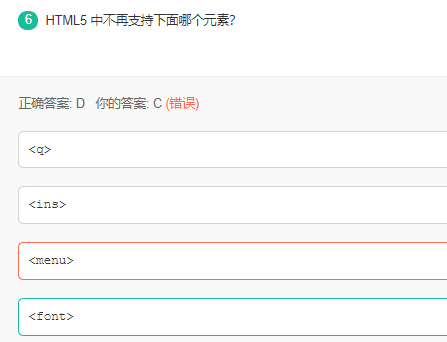 6 HTML5 中不再支持下面哪个元素?
正确答案: D 你的答案: C (错误)
<q>
<ins>
<menu>
<font>